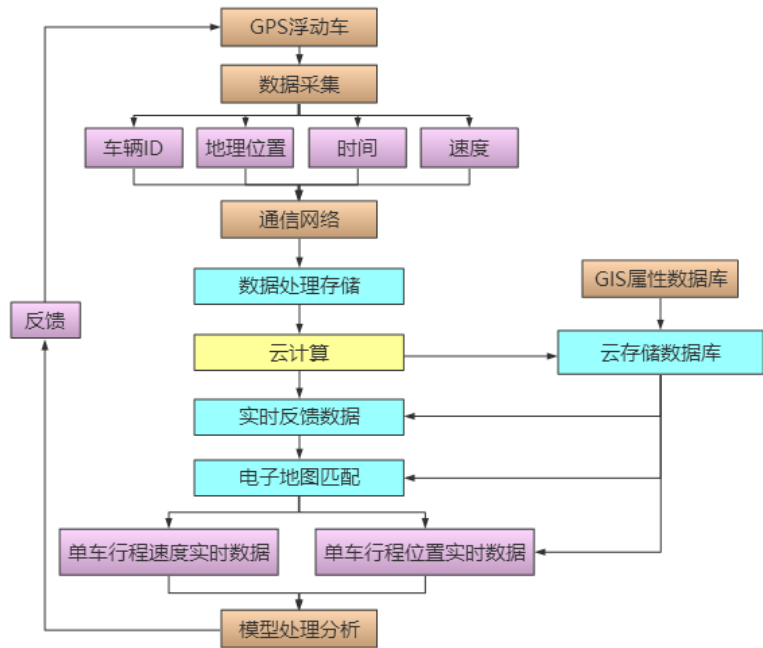 GPS浮动车
数据采集
车辆ID
地理位置
时间
速度
通信网络
数据处理存储
GIS属性数据库
反馈
云计算
云存储数据库
实时反馈数据
电子地图匹配
单车行程速度实时数据
单车行程位置实时数据
模型处理分析